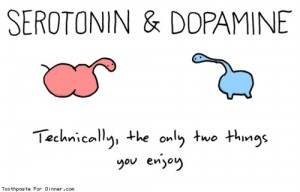 SEROTONIN & DOPAMINE
Technically, the only two things
you enjoy
Toothpaste For Dinner.com